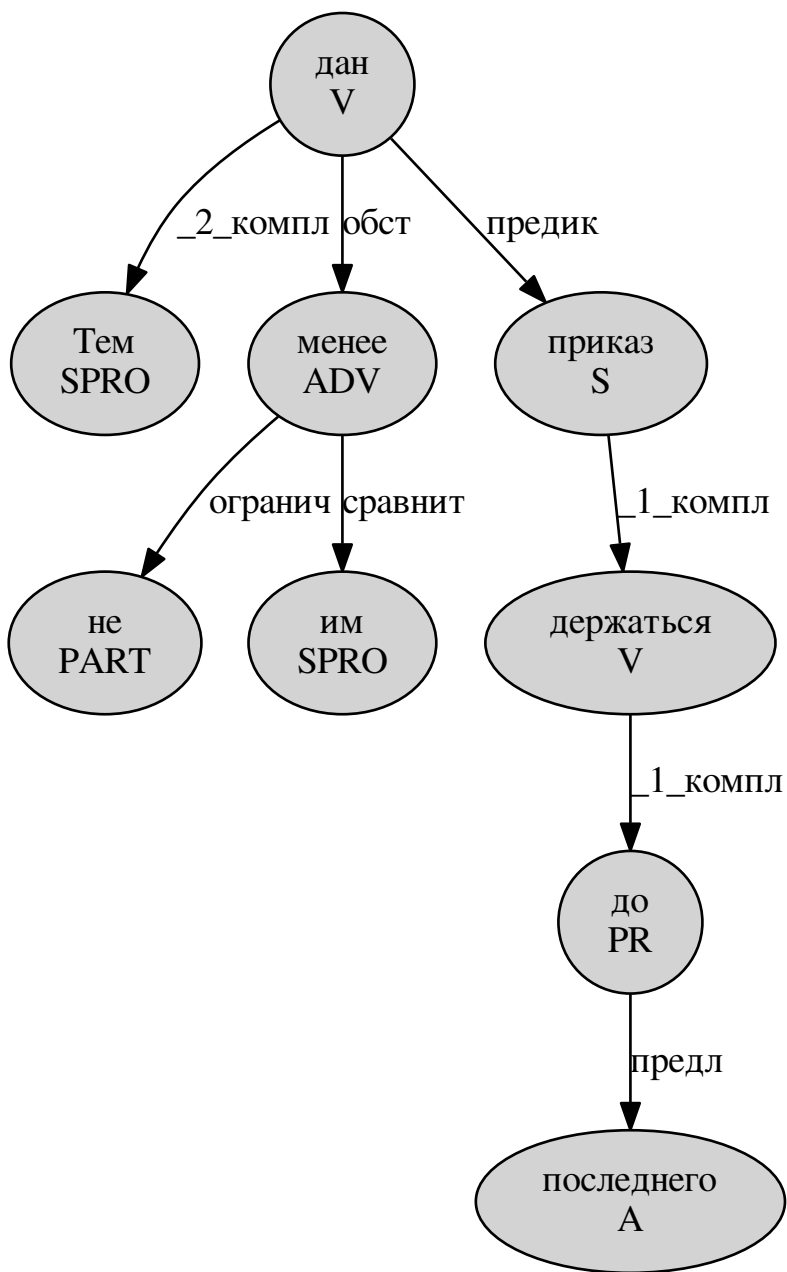 дан
V
_2_компл
обст
предик
Тем
SPRO
менее
ADV
приказ
S
огранич
сравнит
_1_компл
не
PART
им
SPRO
держаться
V
_1_компл
до
PR
предл
последнего
A